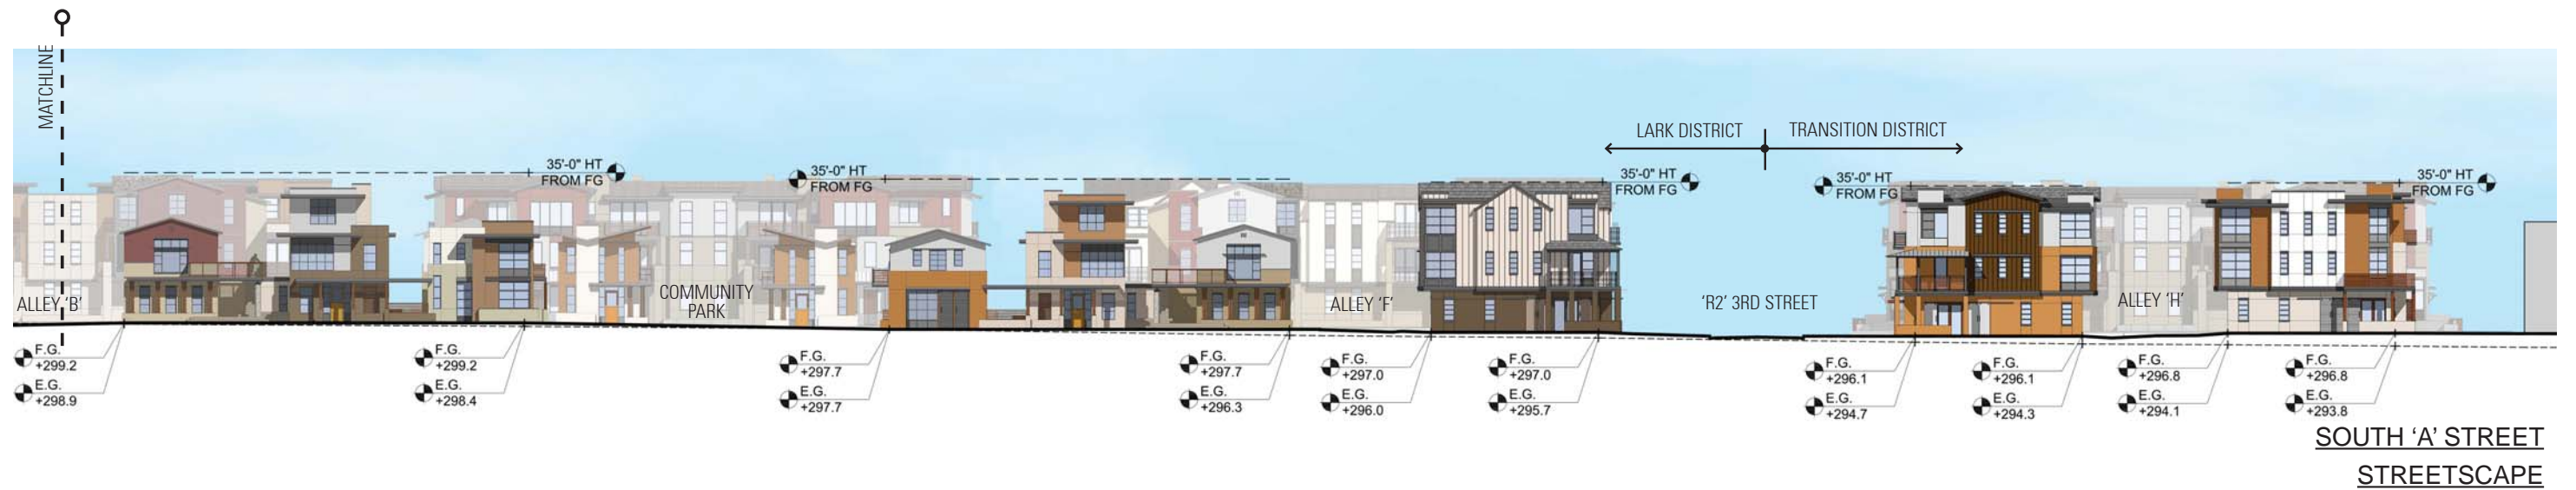 MATCHLINE
LARK DISTRICT
TRANSITION DISTRICT
35'-0" HT
FROM FG
35'-0" HT
FROM FG
35'-0" HT
FROM FG
35'-0" HT
FROM FG
35'-0" HT
FROM FG
ALLEY 'B'
COMMUNITY
PARK
ALLEY 'F'
'R2' 3RD STREET
ALLEY 'H'
F.G.
+299.2
E.G.
+298.9
F.G.
+299.2
E.G.
+298.4
F.G.
+297.7
E.G.
+297.7
F.G.
+297.7
E.G.
+296.3
F.G.
+297.0
E.G.
+296.0
F.G.
+297.0
E.G.
+295.7
F.G.
+296.1
E.G.
+294.7
F.G.
+296.1
E.G.
+294.3
F.G.
+296.8
E.G.
+294.1
F.G.
+296.8
E.G.
+293.8
SOUTH 'A' STREET
STREETSCAPE